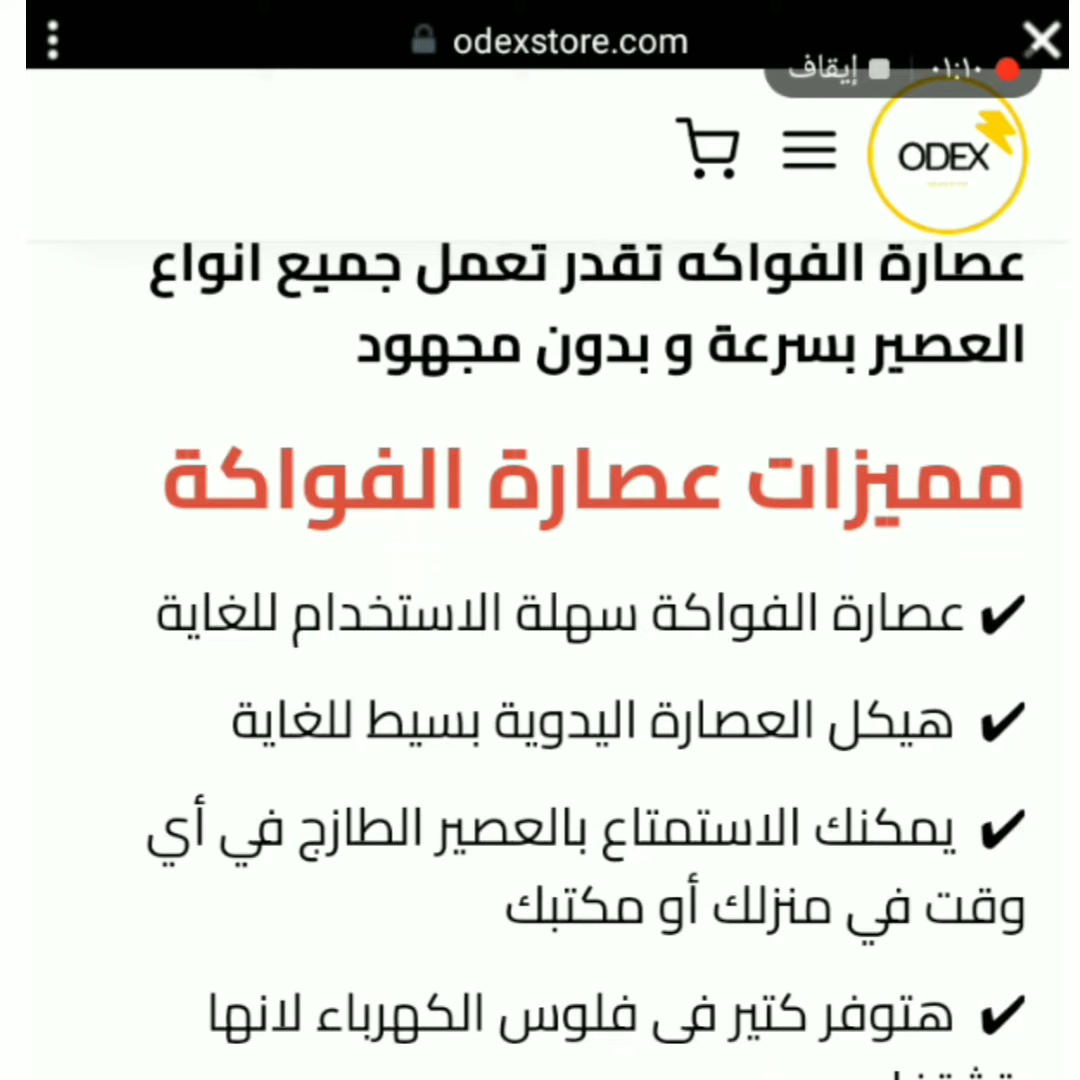 odexstore.com
٠١:١٠ إيقاف
ODEX
عصارة الفواكه تقدر تعمل جميع انواع
العصير بسرعة و بدون مجهود
مميزات عصارة الفواكة
✔ عصارة الفواكة سهلة الاستخدام للغاية
✔ هيكل العصارة اليدوية بسيط للغاية
✔ يمكنك الاستمتاع بالعصير الطازج في أي
وقت في منزلك أو مكتبك
✔ هتوفر كتير فى فلوس الكهرباء لانها